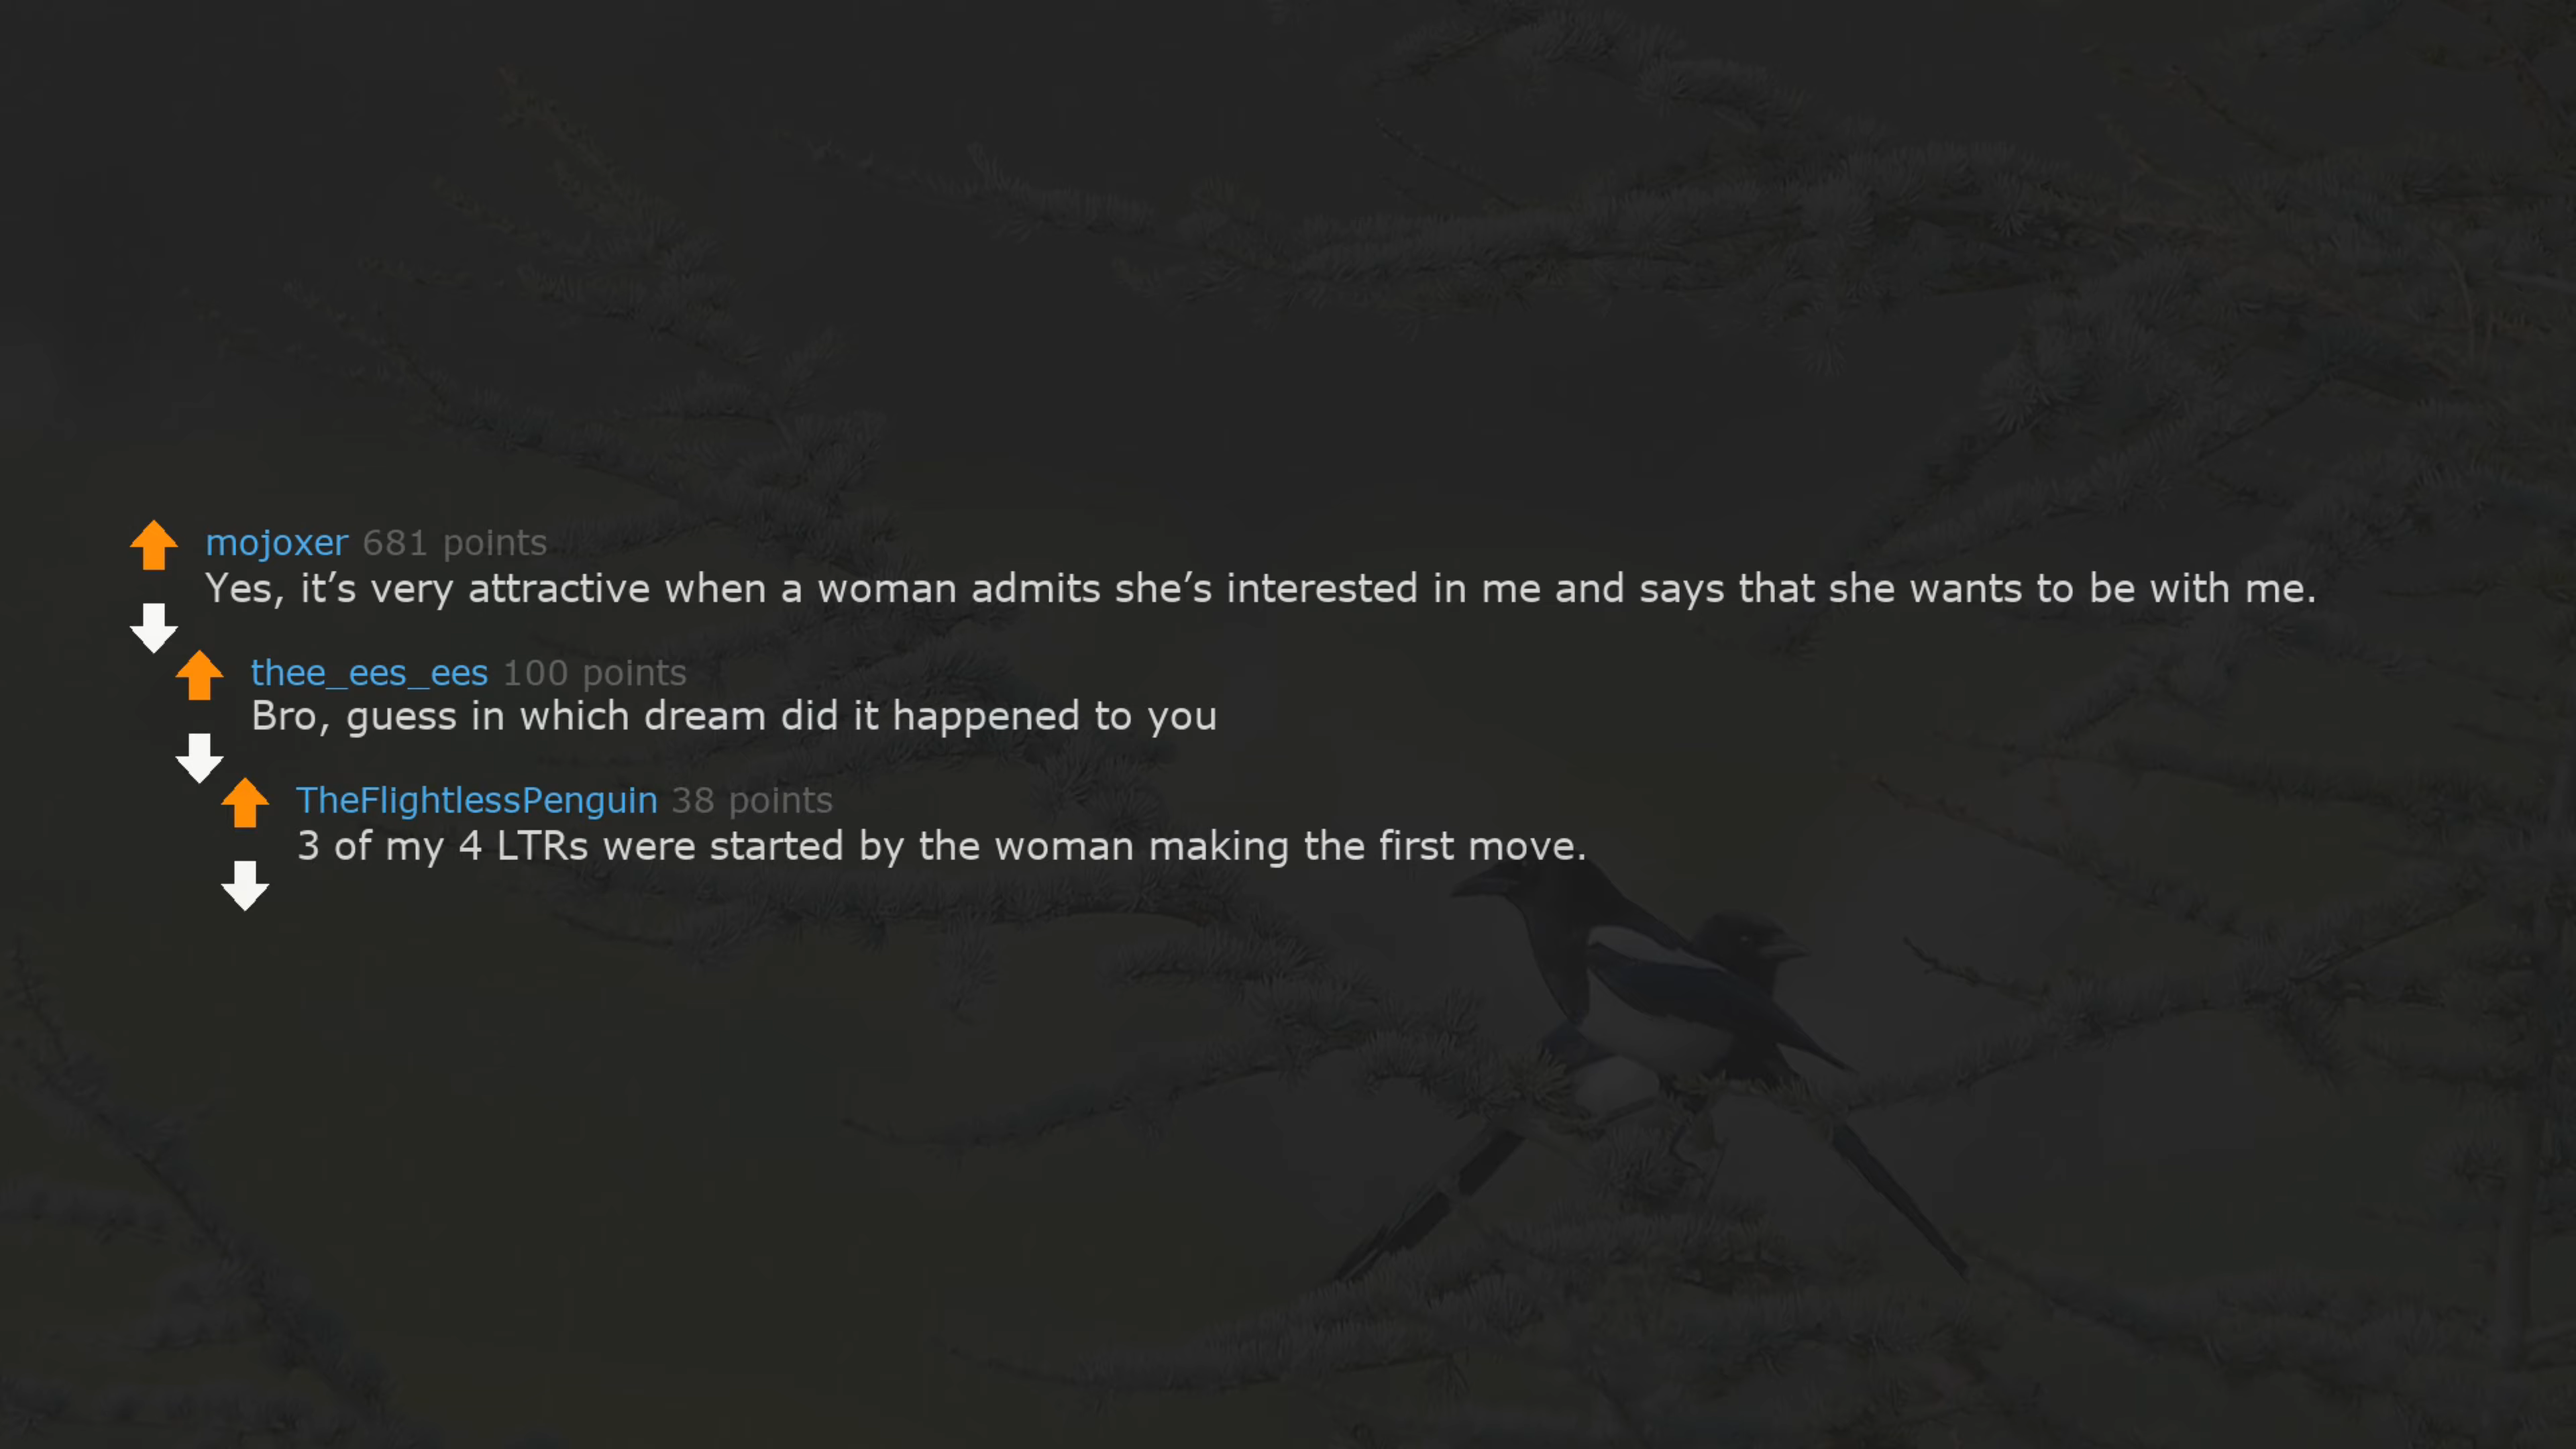 mojoxer 681 points
Yes, it’s very attractive when a woman admits she’s interested in me and says that she wants to be with me.
thee_ees_ees 100 points
Bro, guess in which dream did it happened to you
TheFlightlessPenguin 38 points
3 of my 4 LTRs were started by the woman making the first move.